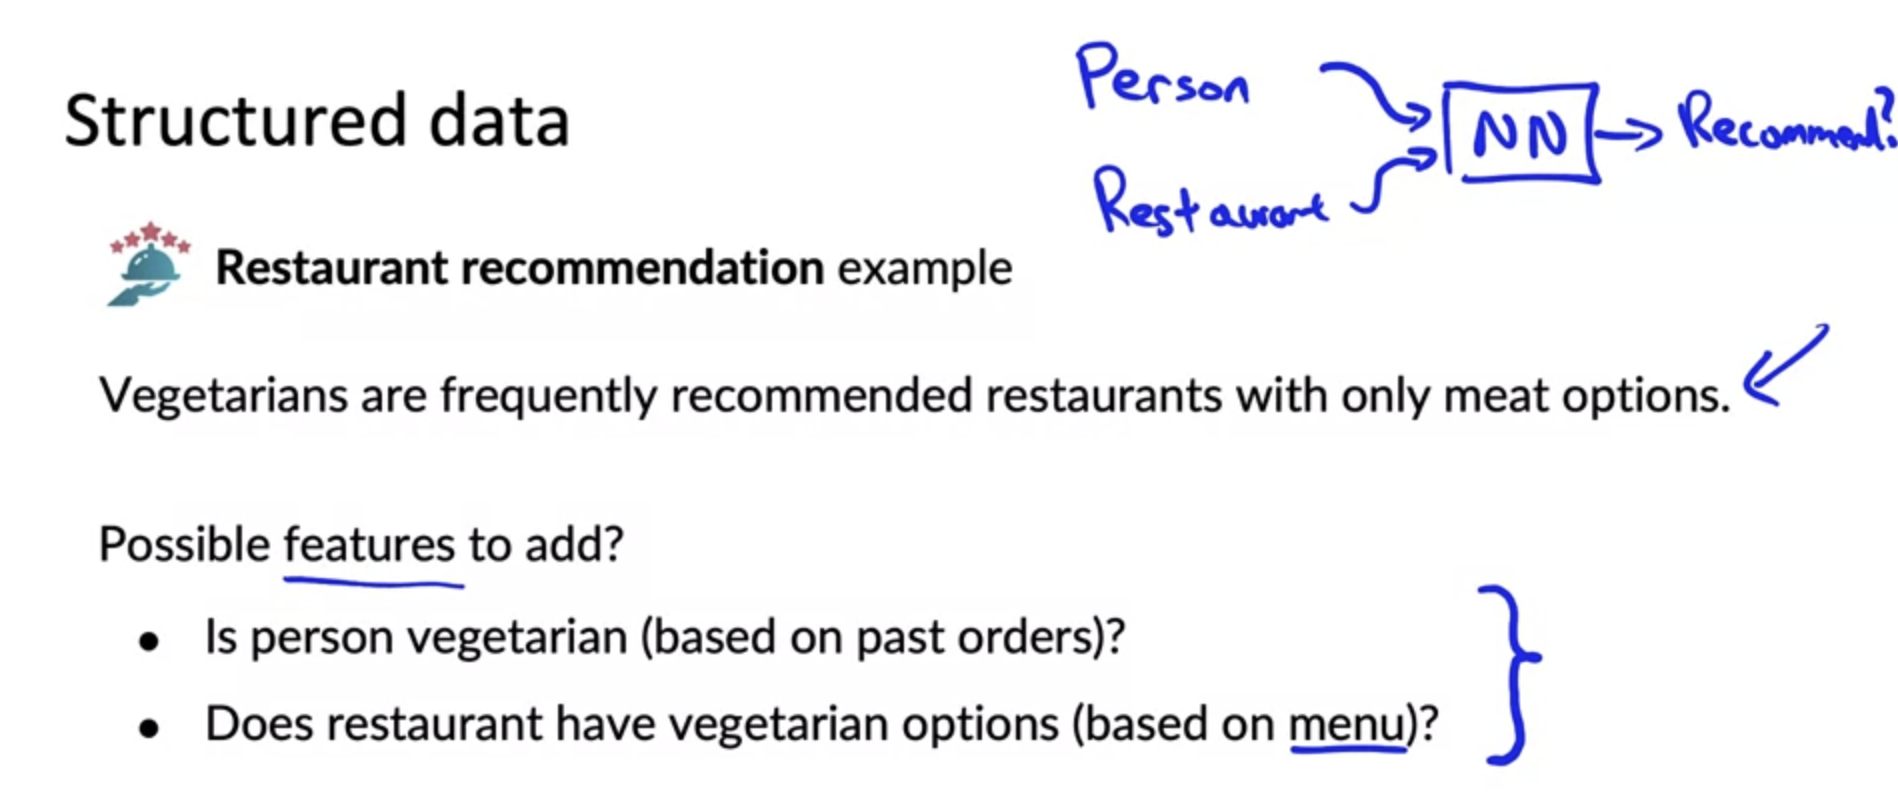 Person
Structured data
NN
Recommend?
Restaurant
Restaurant recommendation example
Vegetarians are frequently recommended restaurants with only meat options.
Possible features to add?
• Is person vegetarian (based on past orders)?
• Does restaurant have vegetarian options (based on menu)?